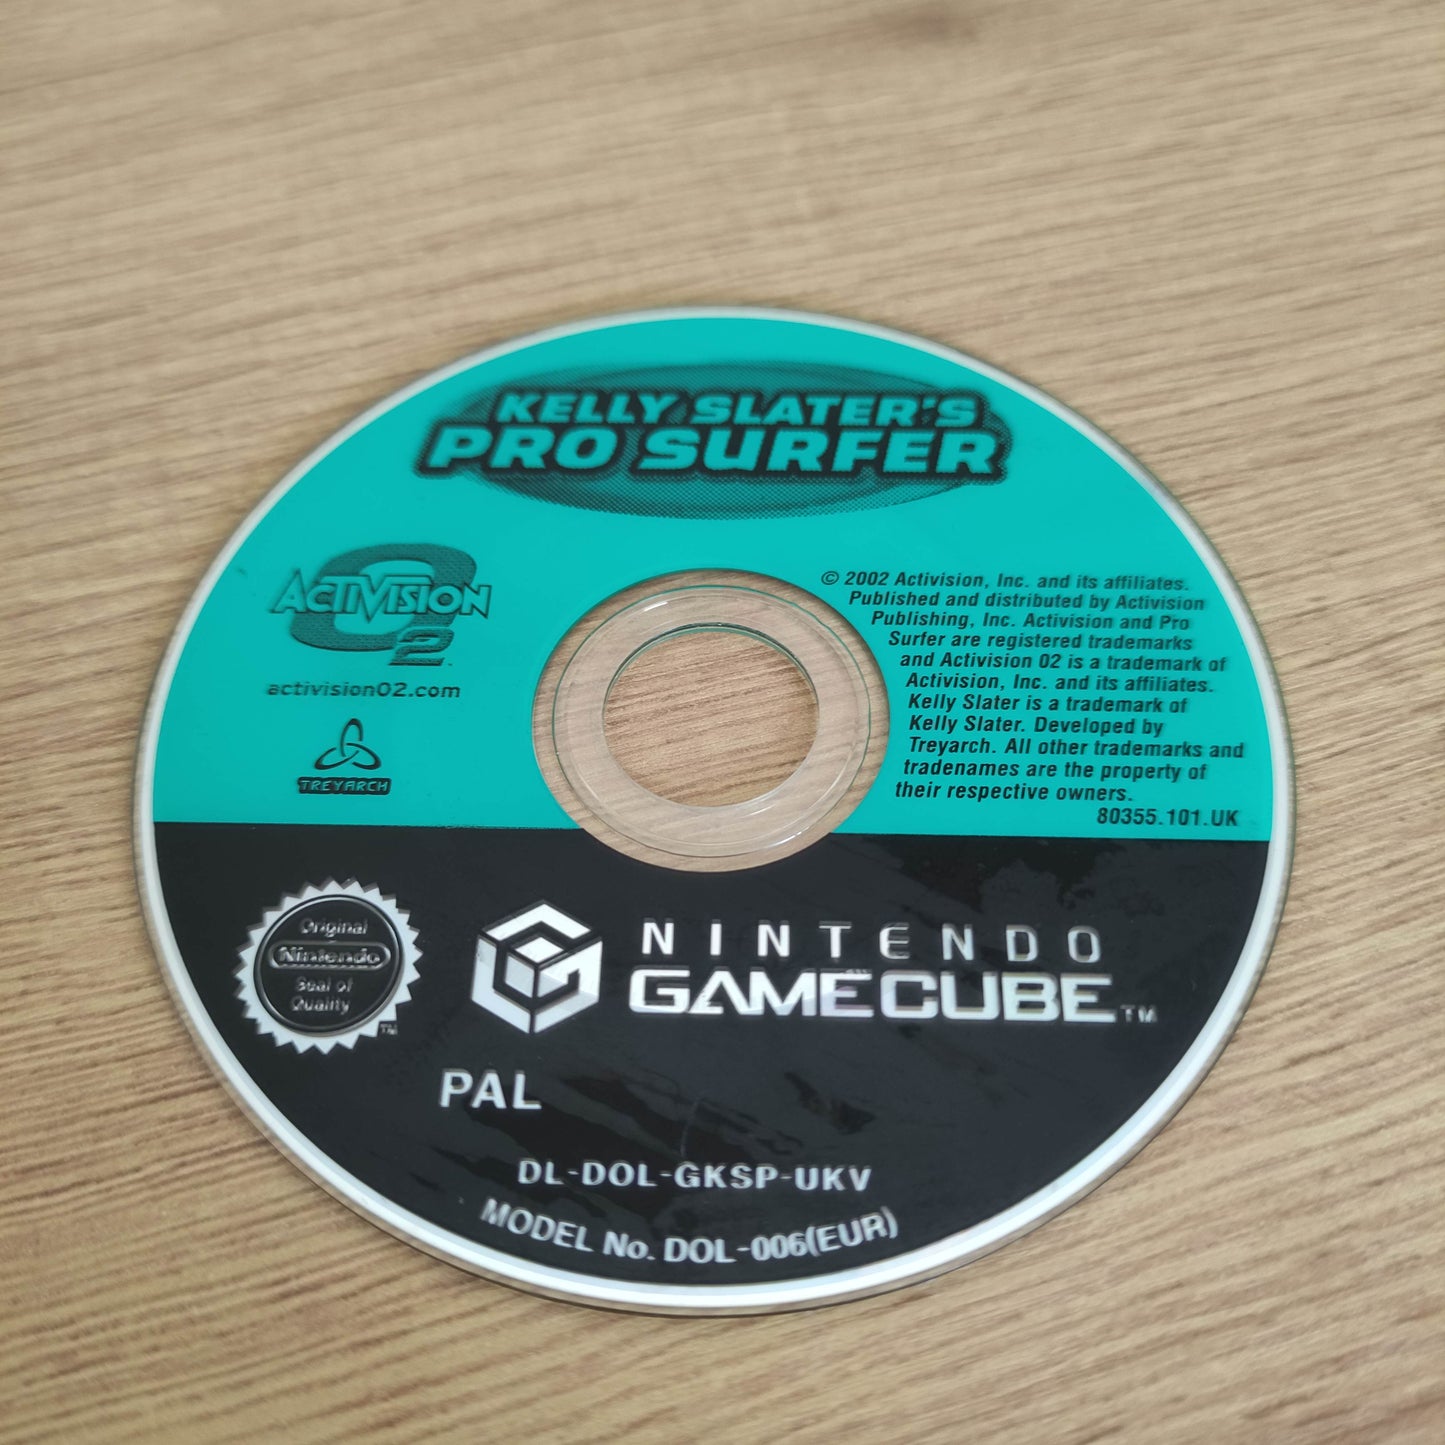 KELLY SLATER'S
PRO SURFER
ACTIVISION
O2™
activision02.com
TREYARCH
© 2002 Activision, Inc. and its affiliates.
Published and distributed by Activision
Publishing, Inc. Activision and Pro
Surfer are registered trademarks
and Activision 02 is a trademark of
Activision, Inc. and its affiliates.
Kelly Slater is a trademark of
Kelly Slater. Developed by
Treyarch. All other trademarks and
tradenames are the property of
their respective owners.
80355.101.UK
Original
Nintendo
Seal of
Quality
™
NINTENDO
GAMECUBE™
PAL
DL-DOL-GKSP-UKV
MODEL No. DOL-006(EUR)